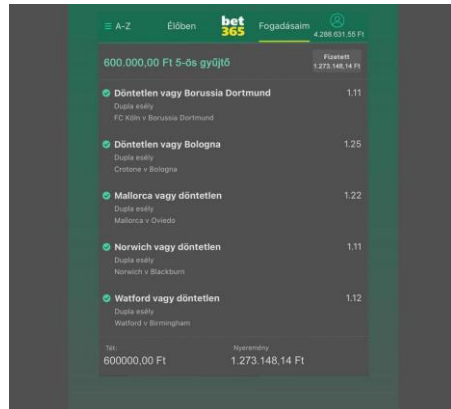 A-Z
Élőben
bet
365
Fogadásaim
4.288.631,55 Ft
600.000,00 Ft 5-ös gyűjtő
Fizetett
1.273.148,14 Ft
Döntetlen vagy Borussia Dortmund
1.11
Dupla esély
FC Köln v Borussia Dortmund
Döntetlen vagy Bologna
1.25
Dupla esély
Crotone v Bologna
Mallorca vagy döntetlen
1.22
Dupla esély
Mallorca v Oviedo
Norwich vagy döntetlen
1.11
Dupla esély
Norwich v Blackburn
Watford vagy döntetlen
1.12
Dupla esély
Watford v Birmingham
Tét:
Nyeremény
600000,00 Ft
1.273.148,14 Ft